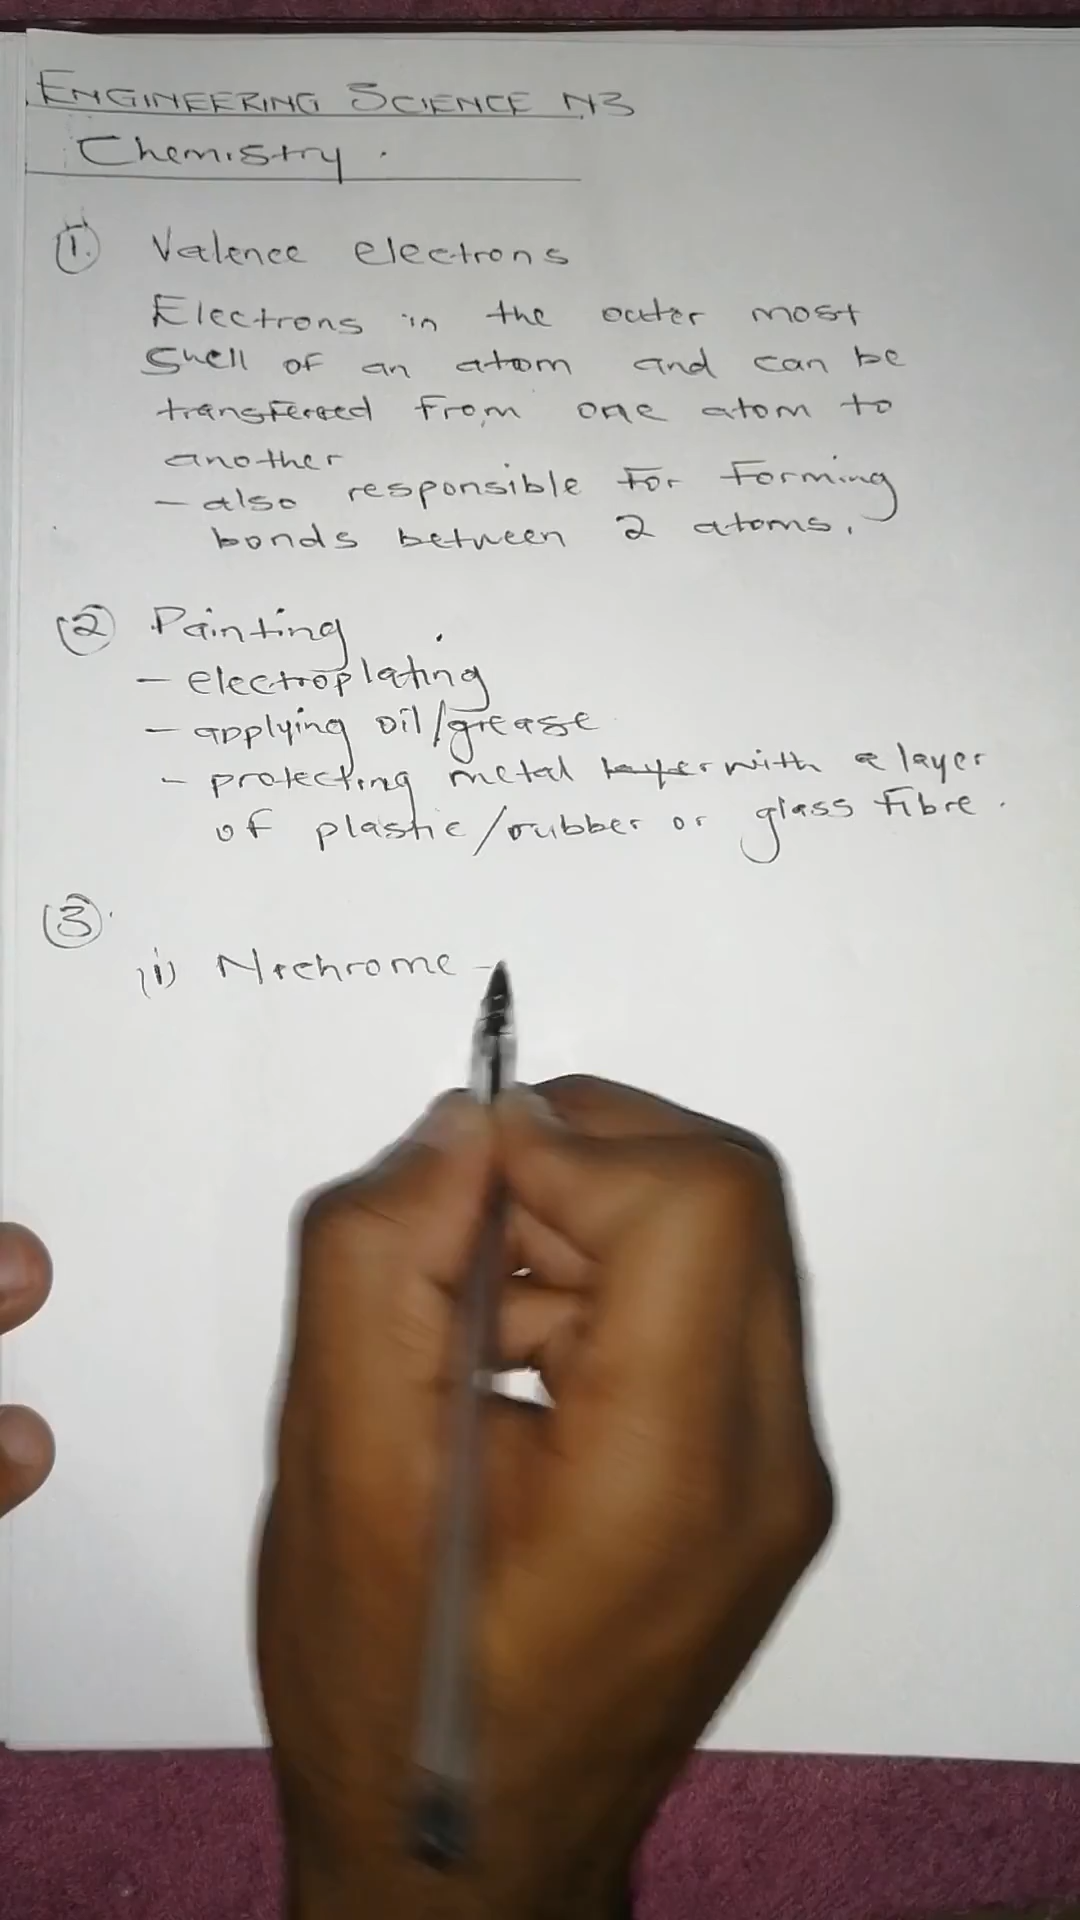 ENGINEERING SCIENCE N3
Chemistry.
(1.) Valence electrons
Electrons in the outer most
shell of an atom and can be
transferred from one atom to
another
- also responsible for forming
bonds between 2 atoms.
(2) Painting
- electroplating
- applying oil/grease
- protecting metal layer with a layer
of plastic/rubber or glass fibre.
(3).
(i) Nichrome -